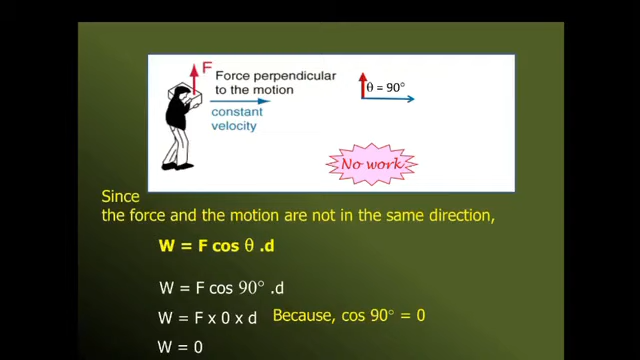 F
Force perpendicular
to the motion
constant
velocity
θ = 90°
No work
Since
the force and the motion are not in the same direction,
W = F cos θ .d
W = F cos 90° .d
W = F x 0 x d
Because, cos 90° = 0
W = 0